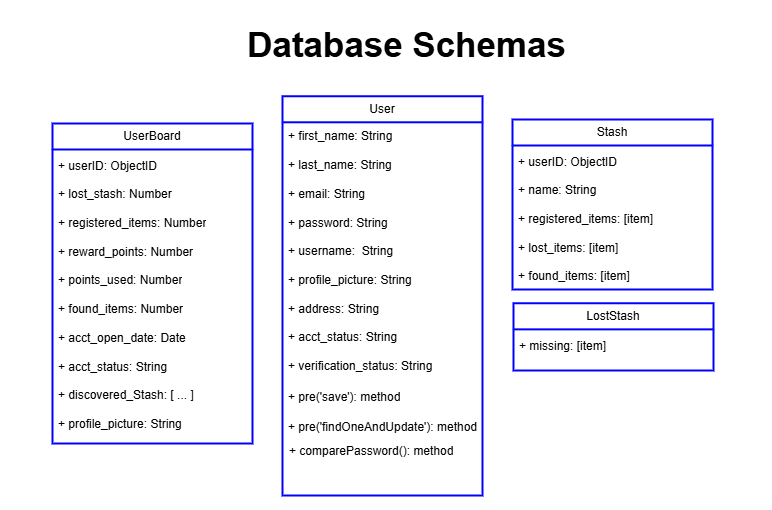 Database Schemas
UserBoard
+ userID: ObjectID
+ lost_stash: Number
+ registered_items: Number
+ reward_points: Number
+ points_used: Number
+ found_items: Number
+ acct_open_date: Date
+ acct_status: String
+ discovered_Stash: [ ... ]
+ profile_picture: String
User
+ first_name: String
+ last_name: String
+ email: String
+ password: String
+ username:  String
+ profile_picture: String
+ address: String
+ acct_status: String
+ verification_status: String
+ pre('save'): method
+ pre('findOneAndUpdate'): method
+ comparePassword(): method
Stash
+ userID: ObjectID
+ name: String
+ registered_items: [item]
+ lost_items: [item]
+ found_items: [item]
LostStash
+ missing: [item]